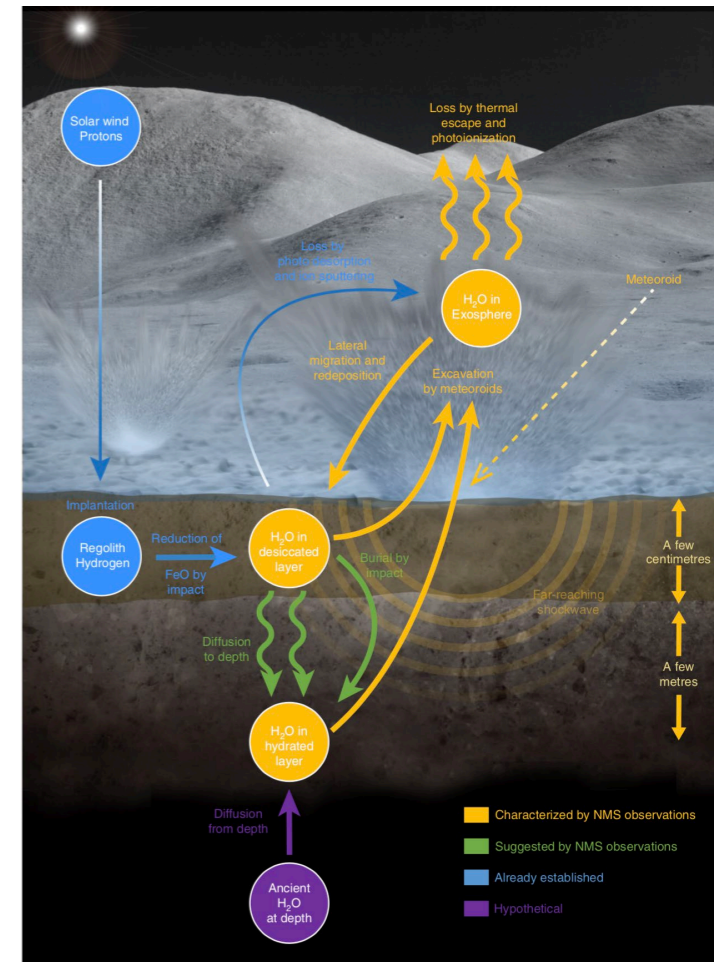 Solar wind
Protons
Loss by thermal
escape and
photoionization
Loss by
photo-desorption
and ion sputtering
H₂O in
Exosphere
Meteoroid
Lateral
migration and
redeposition
Excavation
by meteoroids
Implantation
Regolith
Hydrogen
Reduction of
FeO by
impact
H₂O in
desiccated
layer
Burial by
impact
A few
centimetres
Far-reaching
shockwave
Diffusion
to depth
A few
metres
H₂O in
hydrated
layer
Diffusion
from depth
Ancient
H₂O
at depth
Characterized by NMS observations
Suggested by NMS observations
Already established
Hypothetical